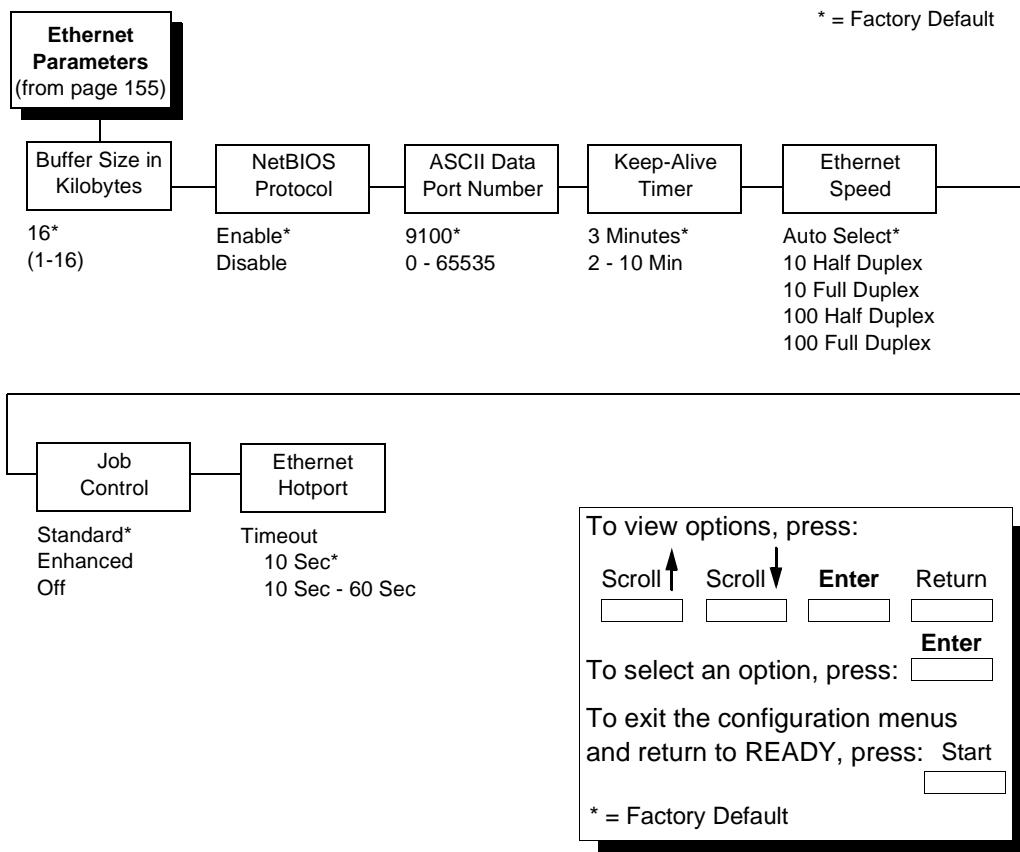 * = Factory Default
Ethernet
Parameters
(from page 155)
Buffer Size in
Kilobytes
16*
(1-16)
NetBIOS
Protocol
Enable*
Disable
ASCII Data
Port Number
9100*
0 - 65535
Keep-Alive
Timer
3 Minutes*
2 - 10 Min
Ethernet
Speed
Auto Select*
10 Half Duplex
10 Full Duplex
100 Half Duplex
100 Full Duplex
Job
Control
Standard*
Enhanced
Off
Ethernet
Hotport
Timeout
10 Sec*
10 Sec - 60 Sec
To view options, press:
Scroll Scroll Enter Return
Enter
To select an option, press:
To exit the configuration menus
and return to READY, press: Start
* = Factory Default